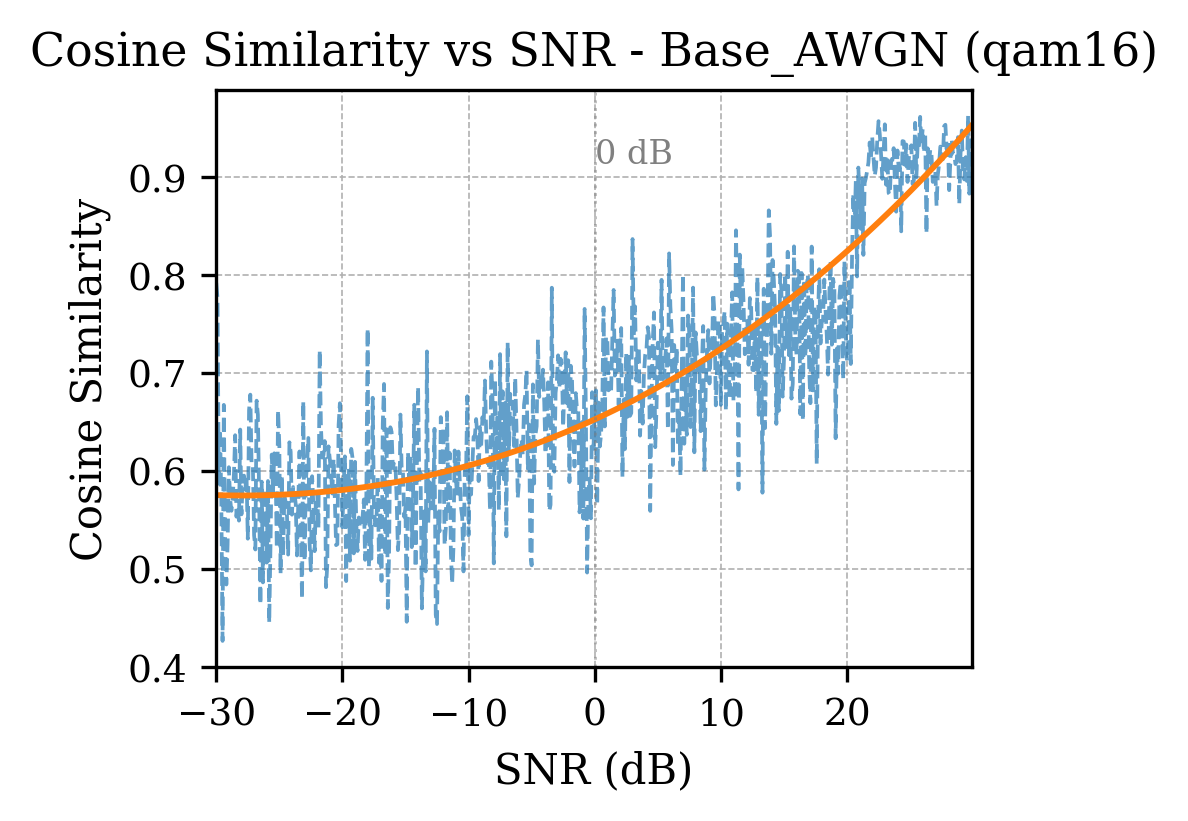 Cosine Similarity vs SNR - Base_AWGN (qam16)
0 dB
0.9
0.8
0.7
0.6
0.5
0.4
Cosine Similarity
−30 −20 −10 0 10 20
SNR (dB)